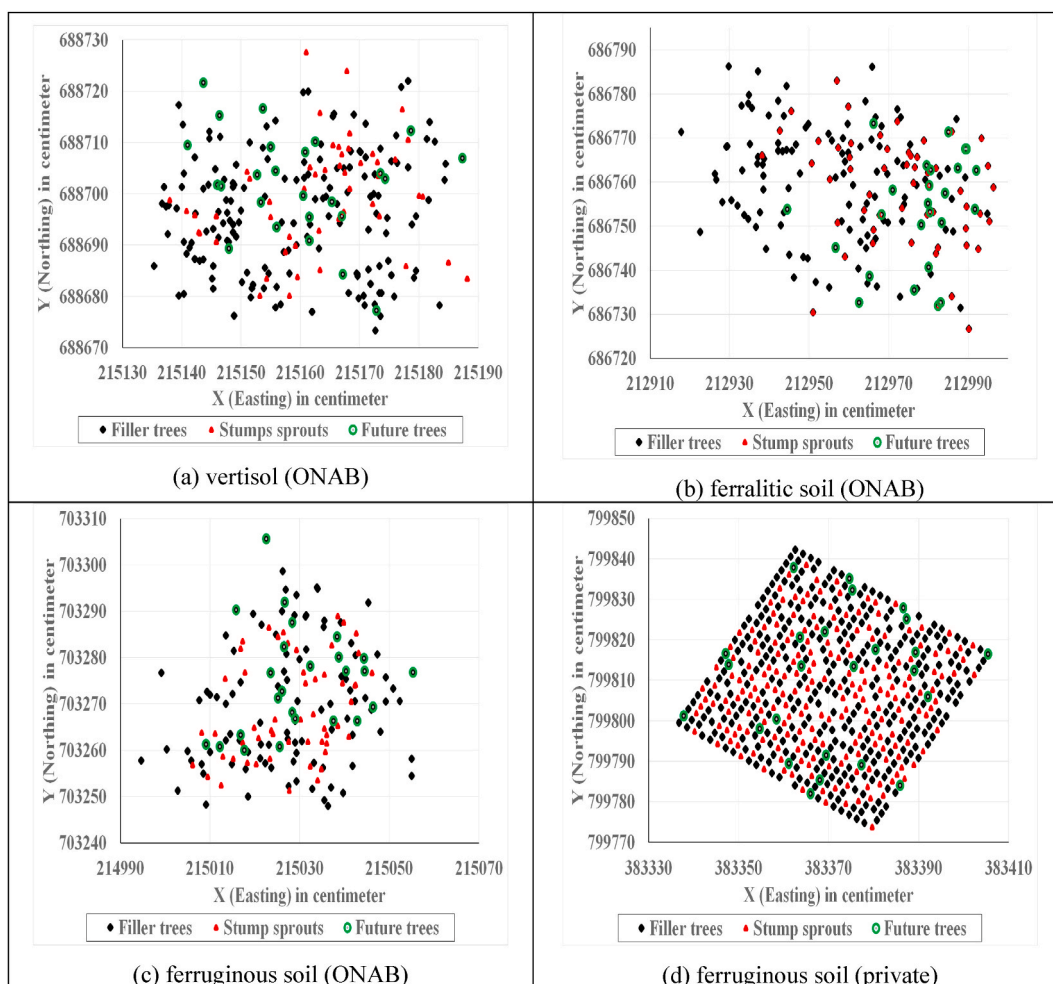 688730
688720
688710
688700
688690
688680
688670
Y (Northing) in centimeter
215130 215140 215150 215160 215170 215180 215190
X (Easting) in centimeter
Filler trees Stumps sprouts Future trees
(a) vertisol (ONAB)
686790
686780
686770
686760
686750
686740
686730
686720
Y (Northing) in centimeter
212910 212930 212950 212970 212990
X (Easting) in centimeter
Filler trees Stump sprouts Future trees
(b) ferralitic soil (ONAB)
703310
703300
703290
703280
703270
703260
703250
703240
Y (Northing) in centimeter
214990 215010 215030 215050 215070
X (Easting) in centimeter
Filler trees Stump sprouts Future trees
(c) ferruginous soil (ONAB)
799850
799840
799830
799820
799810
799800
799790
799780
799770
Y (Northing) in centimeter
383330 383350 383370 383390 383410
X (Easting) in centimeter
Filler trees Stump sprouts Future trees
(d) ferruginous soil (private)